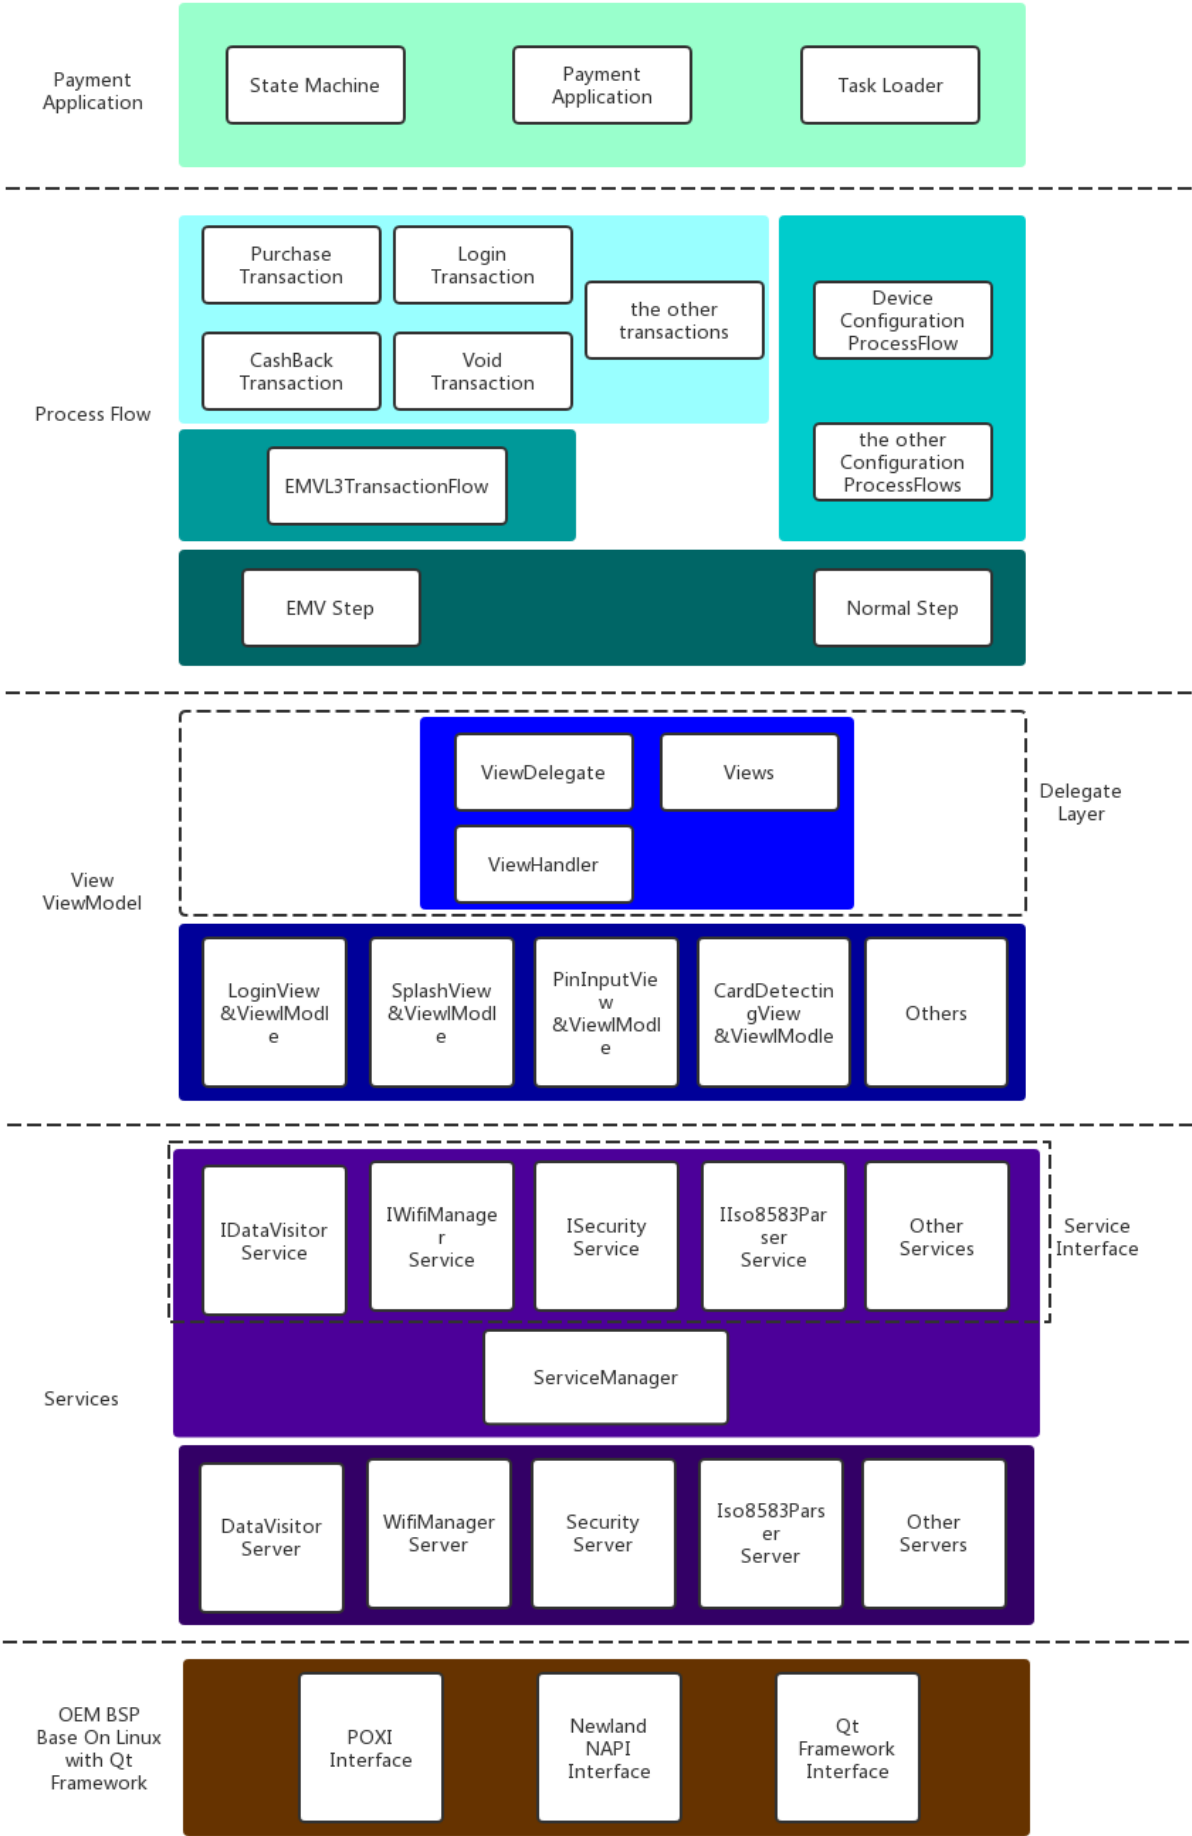 Payment
Application
State Machine
Payment
Application
Task Loader
Process Flow
Purchase
Transaction
Login
Transaction
the other
transactions
CashBack
Transaction
Void
Transaction
Device
Configuration
ProcessFlow
the other
Configuration
ProcessFlows
EMVL3TransactionFlow
EMV Step
Normal Step
View
ViewModel
ViewDelegate
Views
ViewHandler
Delegate
Layer
LoginView
&ViewlModl
e
SplashView
&ViewlModl
e
PinInputVie
w
&ViewlModl
e
CardDetectin
gView
&ViewlModle
Others
Services
IDataVisitor
Service
IWifiManage
r
Service
ISecurity
Service
IIso8583Par
ser
Service
Other
Services
Service
Interface
ServiceManager
DataVisitor
Server
WifiManager
Server
Security
Server
Iso8583Pars
er
Server
Other
Servers
OEM BSP
Base On Linux
with Qt
Framework
POXI
Interface
Newland
NAPI
Interface
Qt
Framework
Interface